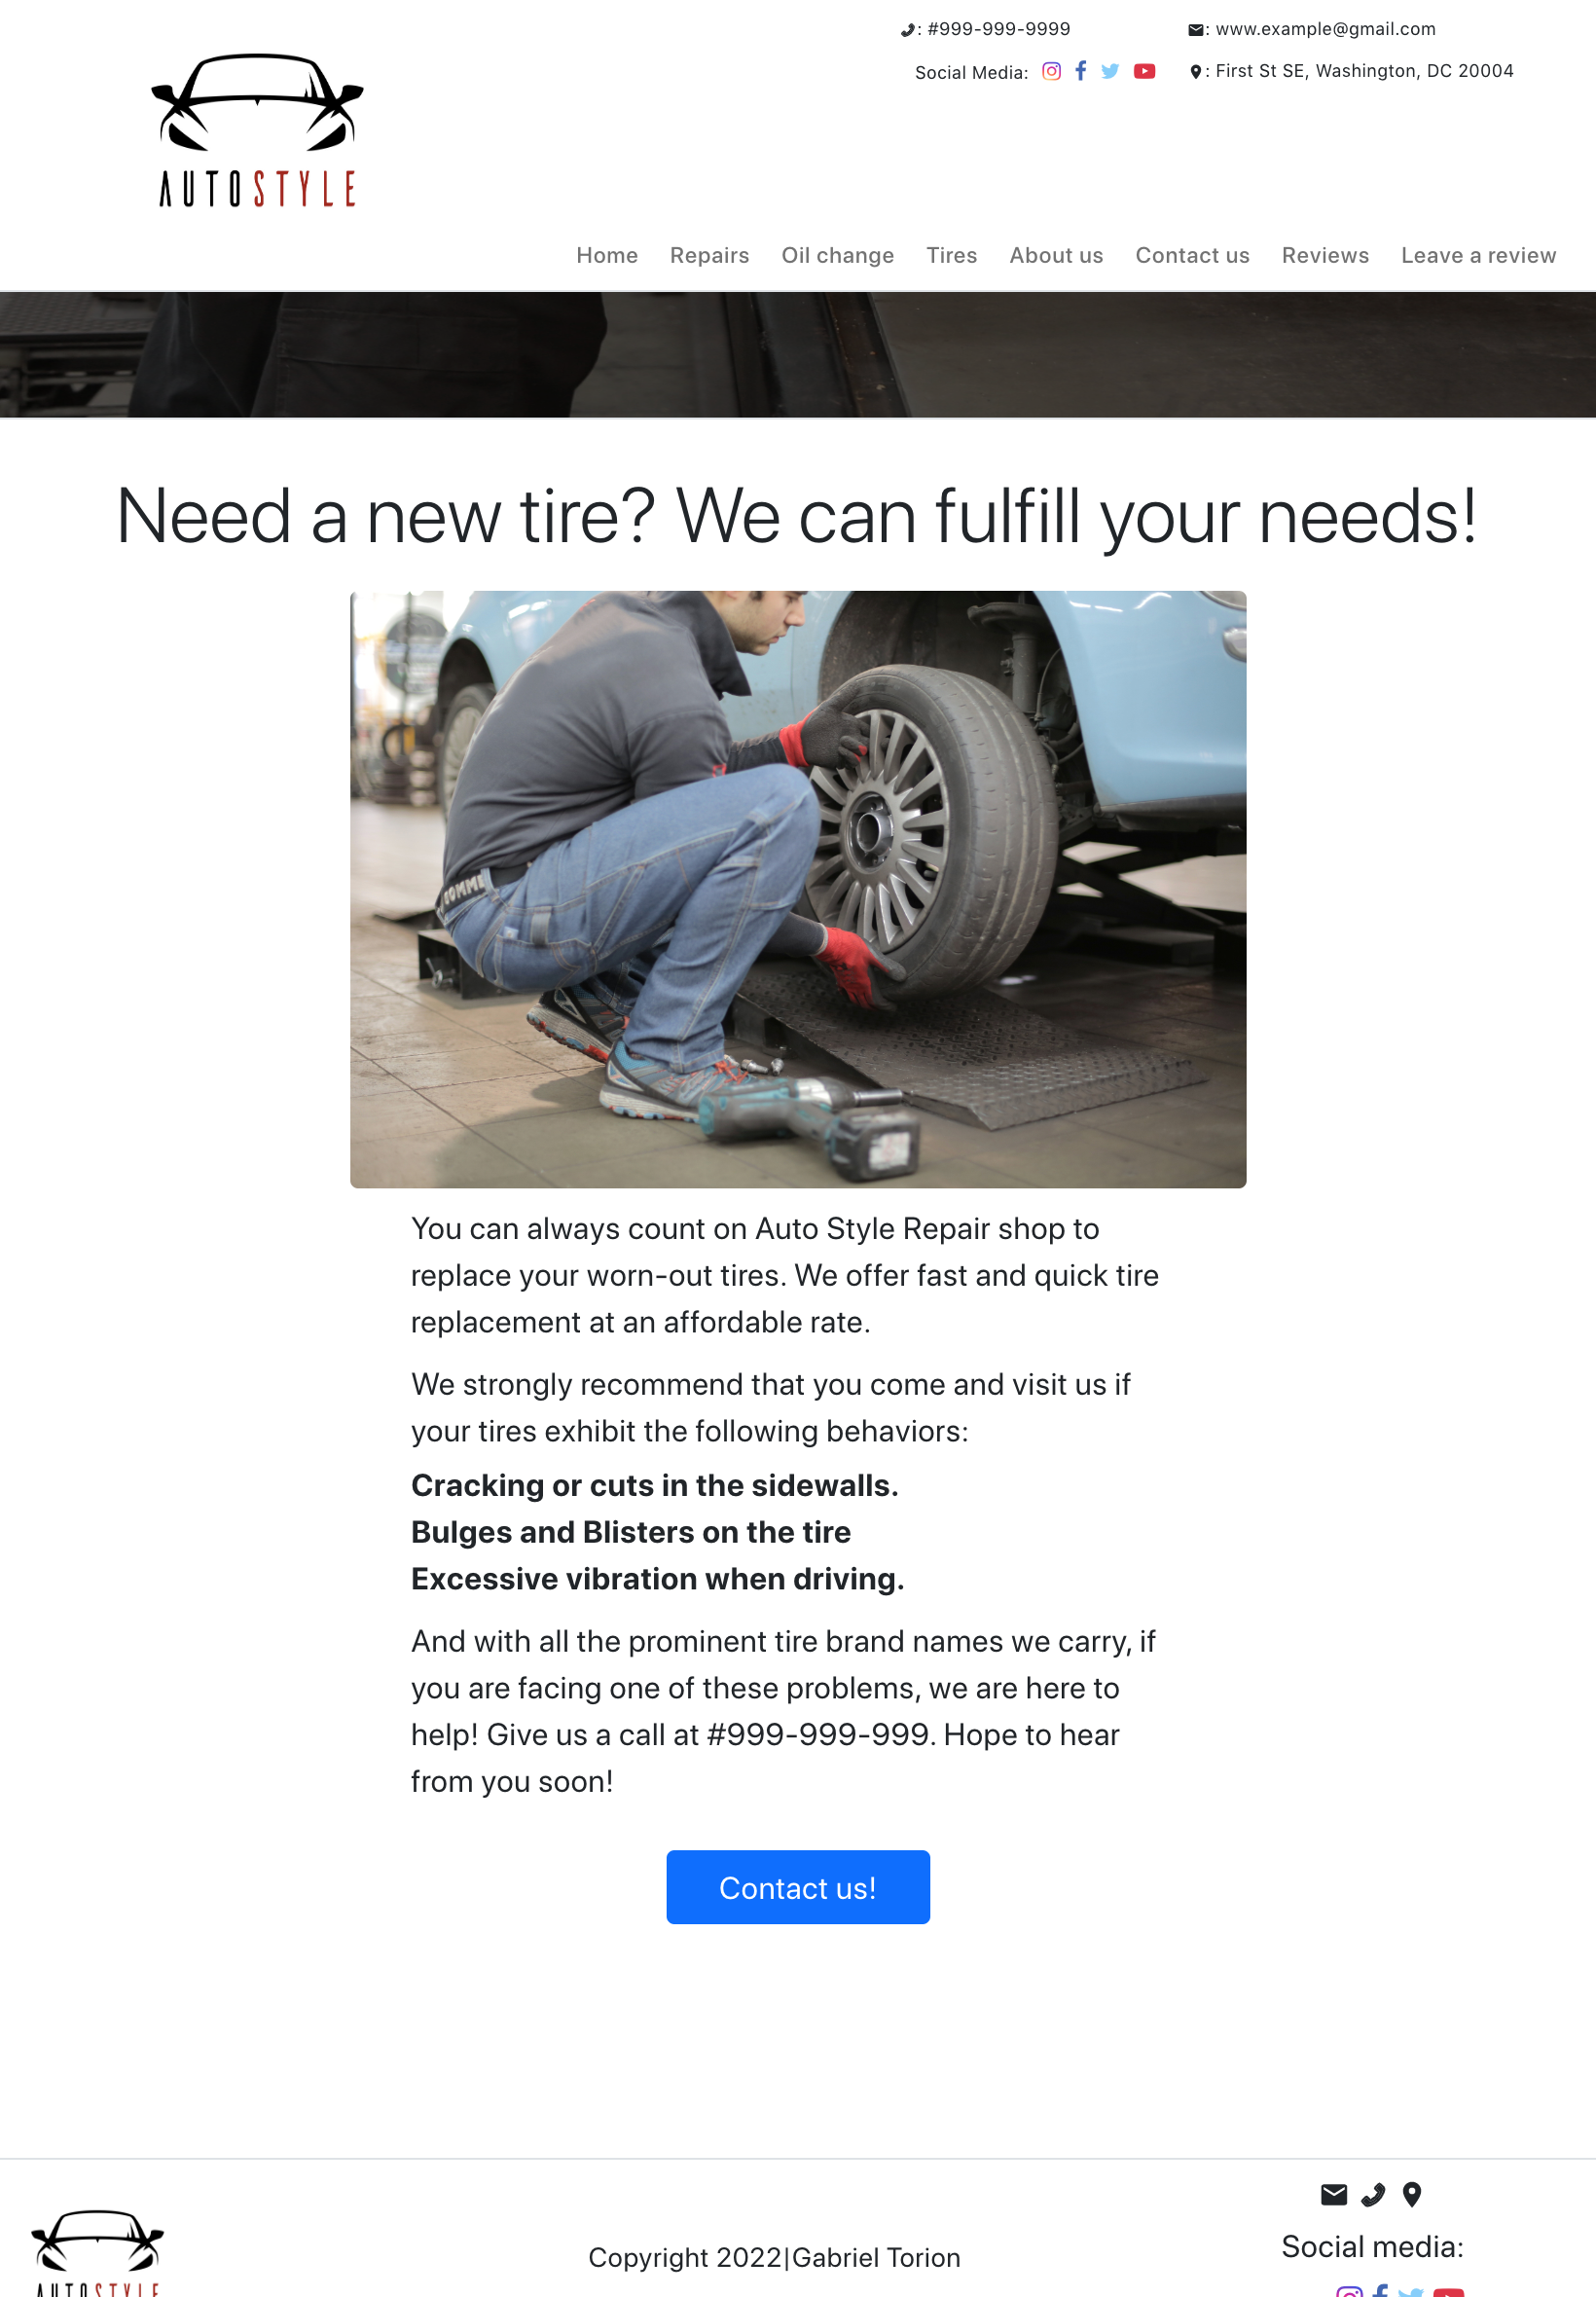 : #999-999-9999
: www.example@gmail.com
Social Media:
: First St SE, Washington, DC 20004
AUTOSTYLE
Home Repairs Oil change Tires About us Contact us Reviews Leave a review
Need a new tire? We can fulfill your needs!
You can always count on Auto Style Repair shop to
replace your worn-out tires. We offer fast and quick tire
replacement at an affordable rate.
We strongly recommend that you come and visit us if
your tires exhibit the following behaviors:
Cracking or cuts in the sidewalls.
Bulges and Blisters on the tire
Excessive vibration when driving.
And with all the prominent tire brand names we carry, if
you are facing one of these problems, we are here to
help! Give us a call at #999-999-999. Hope to hear
from you soon!
Contact us!
AUTOSTYLE
Copyright 2022|Gabriel Torion
Social media: